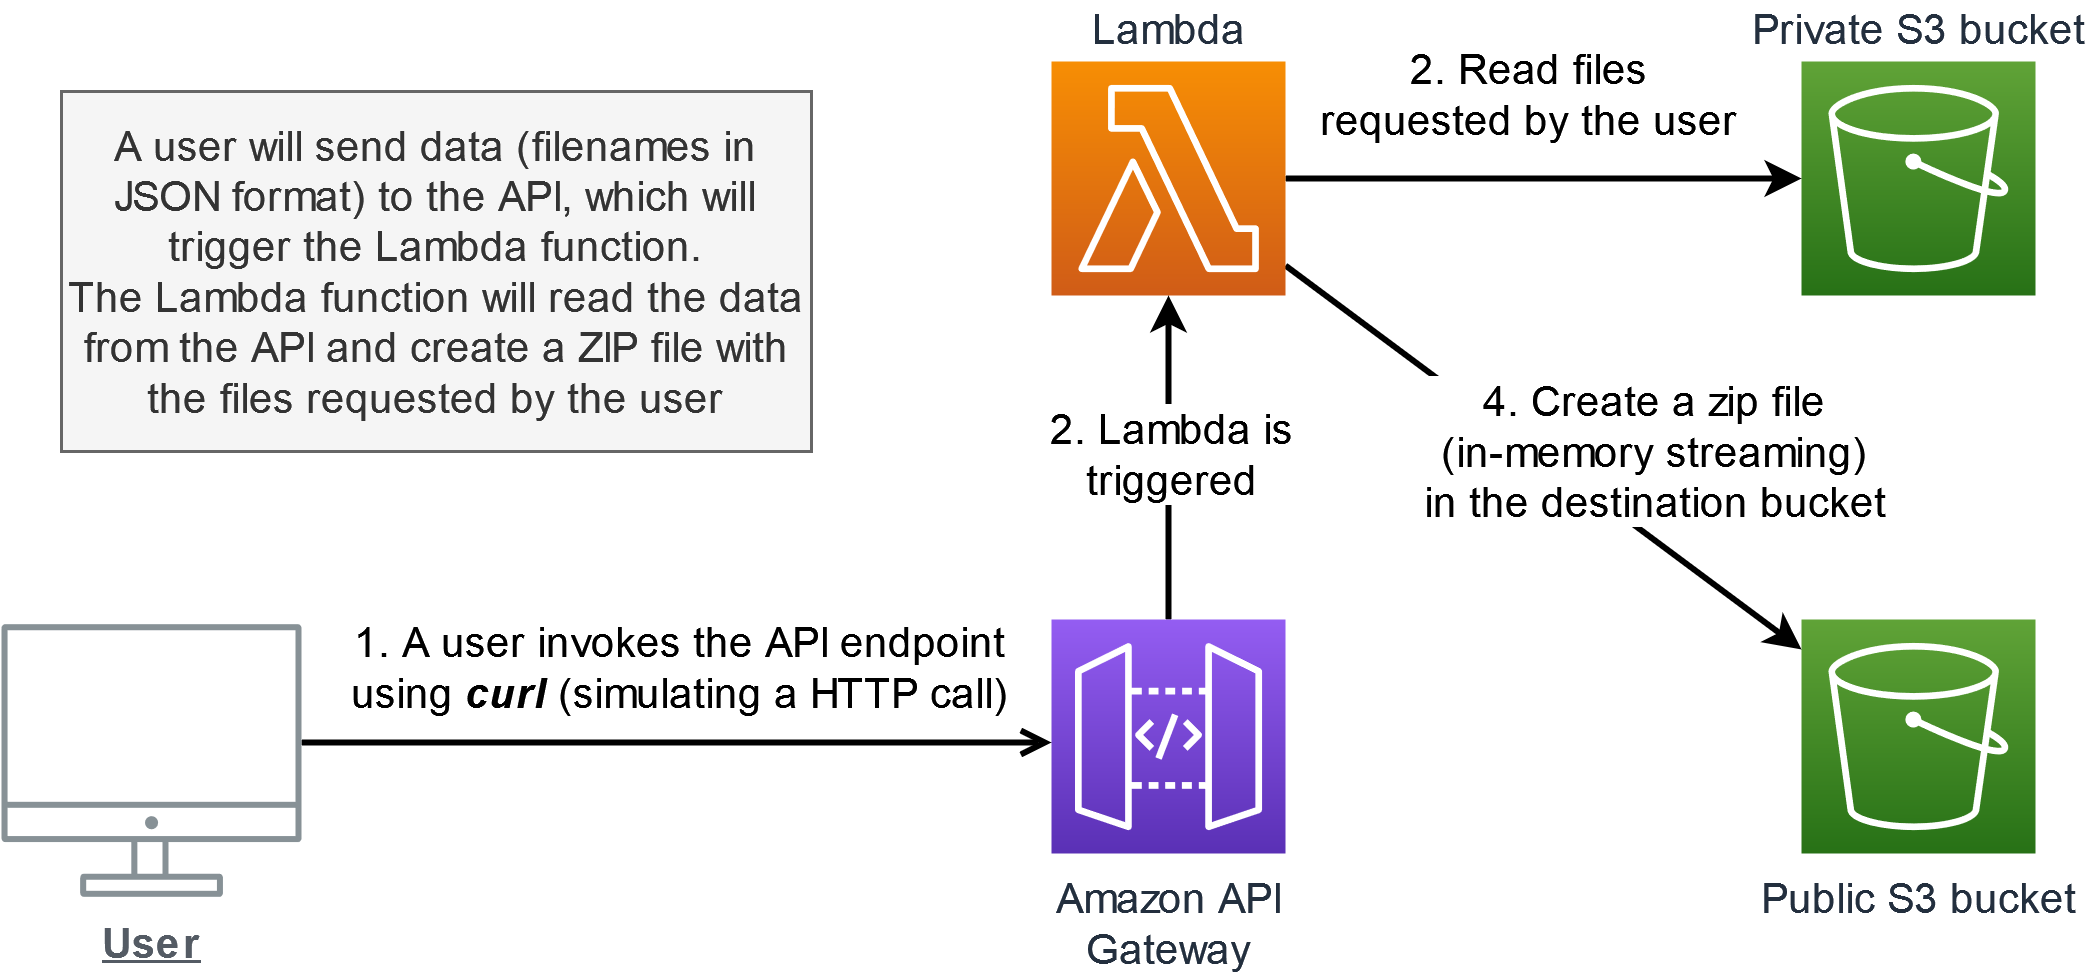 Lambda
Private S3 bucket
2. Read files
requested by the user
A user will send data (filenames in
JSON format) to the API, which will
trigger the Lambda function.
The Lambda function will read the data
from the API and create a ZIP file with
the files requested by the user
2. Lambda is
triggered
4. Create a zip file
(in-memory streaming)
in the destination bucket
1. A user invokes the API endpoint
using curl (simulating a HTTP call)
</>
User
Amazon API
Gateway
Public S3 bucket